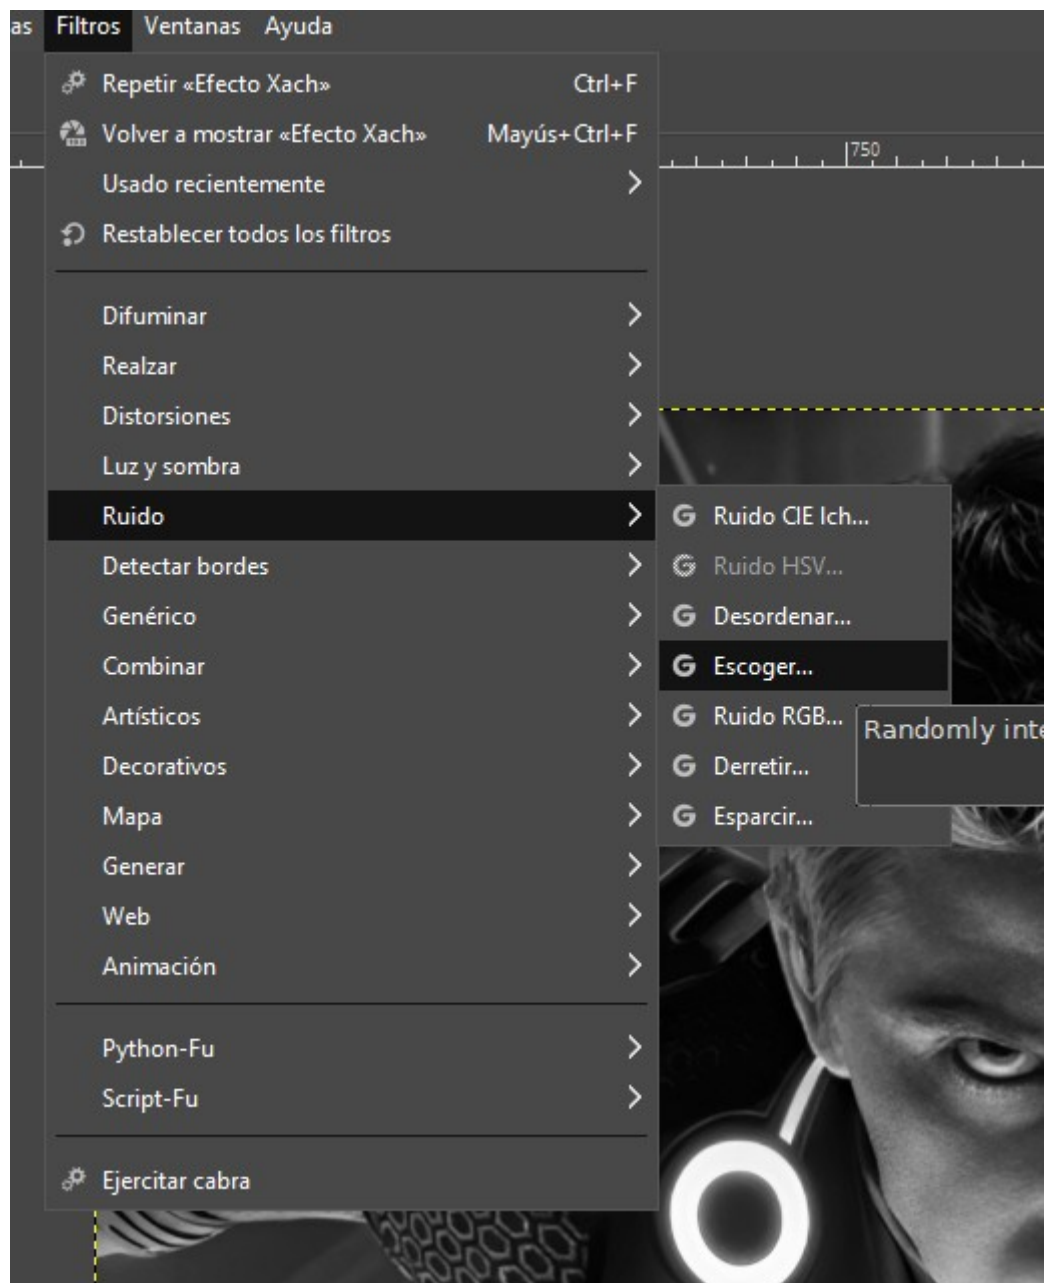 as Filtros Ventanas Ayuda
Repetir «Efecto Xach» Ctrl+F
Volver a mostrar «Efecto Xach» Mayús+Ctrl+F
750
Usado recientemente
Restablecer todos los filtros
Difuminar
Realzar
Distorsiones
Luz y sombra
Ruido
Ruido CIE lch...
Detectar bordes
Ruido HSV...
Genérico
Desordenar...
Combinar
Escoger...
Artísticos
Ruido RGB...
Randomly inte
Decorativos
Derretir...
Mapa
Esparcir...
Generar
Web
Animación
Python-Fu
Script-Fu
Ejercitar cabra